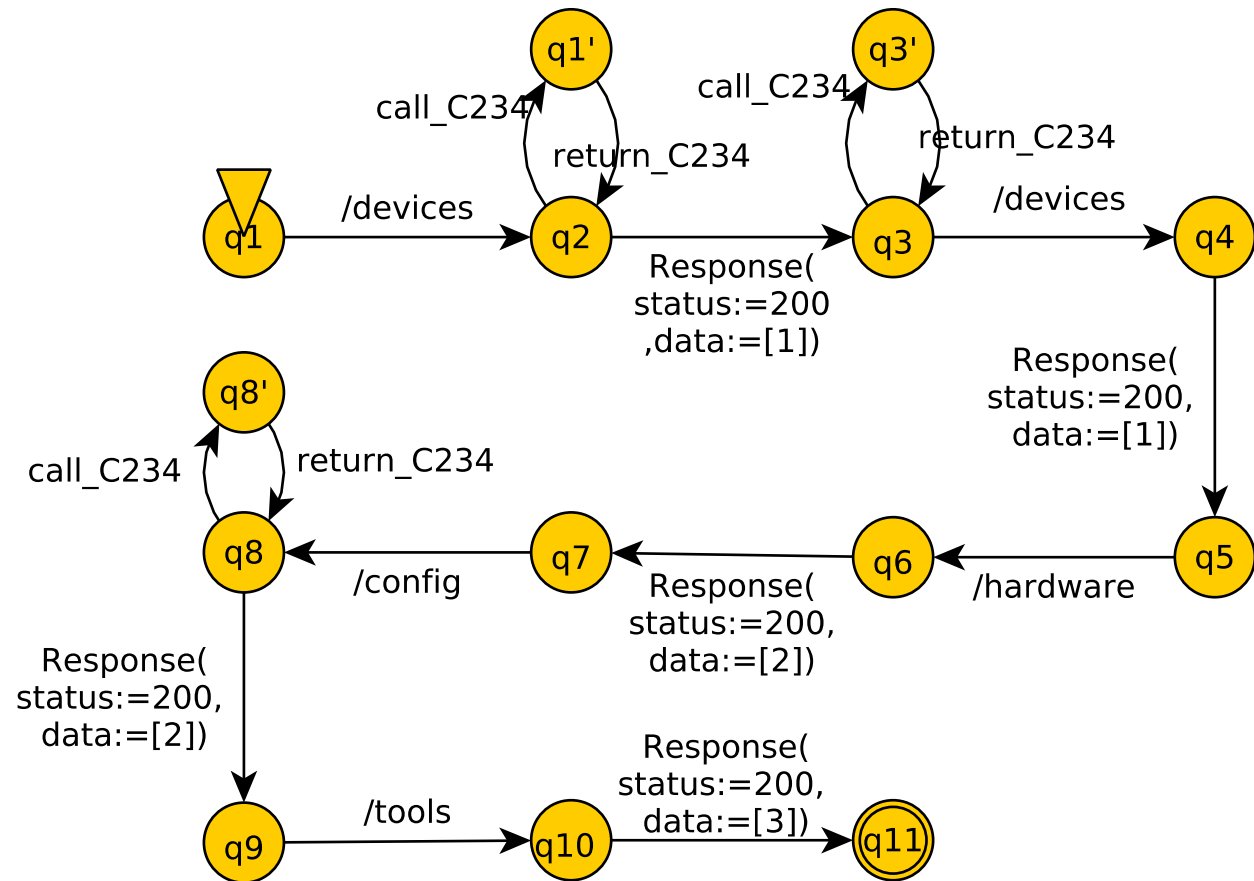 q1'
q3'
call_C234
call_C234
return_C234
return_C234
/devices
/devices
q1
q2
q3
q4
Response(
status:=200
,data:=[1])
Response(
status:=200,
data:=[1])
q8'
call_C234
return_C234
q8
q7
q6
q5
/config
/hardware
Response(
status:=200,
data:=[2])
Response(
status:=200,
data:=[2])
Response(
status:=200,
data:=[3])
/tools
q9
q10
q11